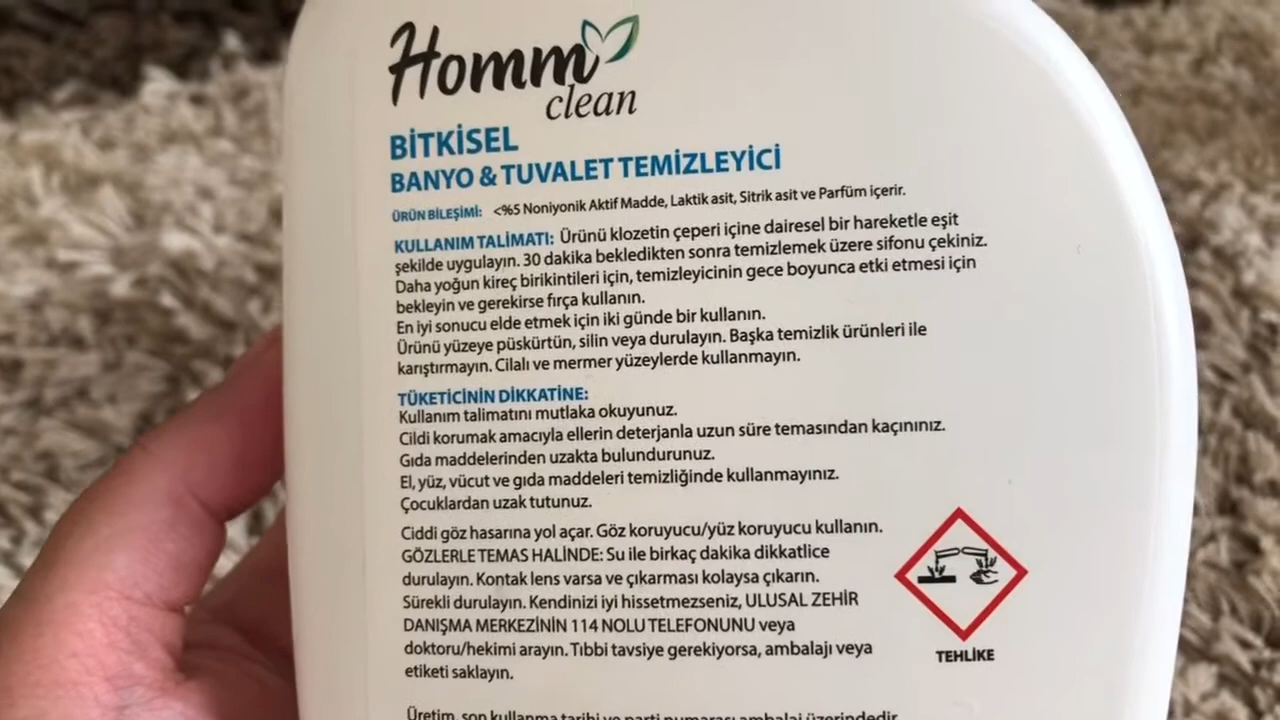 Homm
clean
BİTKİSEL
BANYO & TUVALET TEMİZLEYİCİ
ÜRÜN BİLEŞİMİ: <%5 Noniyonik Aktif Madde, Laktik asit, Sitrik asit ve Parfüm içerir.
KULLANIM TALİMATI: Ürünü klozetin çeperi içine dairesel bir hareketle eşit
şekilde uygulayın. 30 dakika bekledikten sonra temizlemek üzere sifonu çekiniz.
Daha yoğun kireç birikintileri için, temizleyicinin gece boyunca etki etmesi için
bekleyin ve gerekirse fırça kullanın.
En iyi sonucu elde etmek için iki günde bir kullanın.
Ürünü yüzeye püskürtün, silin veya durulayın. Başka temizlik ürünleri ile
karıştırmayın. Cilalı ve mermer yüzeylerde kullanmayın.
TÜKETİCİNİN DİKKATİNE:
Kullanım talimatını mutlaka okuyunuz.
Cildi korumak amacıyla ellerin deterjanla uzun süre temasından kaçınınız.
Gıda maddelerinden uzakta bulundurunuz.
El, yüz, vücut ve gıda maddeleri temizliğinde kullanmayınız.
Çocuklardan uzak tutunuz.
Ciddi göz hasarına yol açar. Göz koruyucu/yüz koruyucu kullanın.
GÖZLERLE TEMAS HALİNDE: Su ile birkaç dakika dikkatlice
durulayın. Kontak lens varsa ve çıkarması kolaysa çıkarın.
Sürekli durulayın. Kendinizi iyi hissetmezseniz, ULUSAL ZEHİR
DANIŞMA MERKEZİNİN 114 NOLU TELEFONUNU veya
doktoru/hekimi arayın. Tıbbi tavsiye gerekiyorsa, ambalajı veya
etiketi saklayın.
TEHLİKE
Üretim, son kullanma tarihi ve parti numarası ambalaj üzerindedir